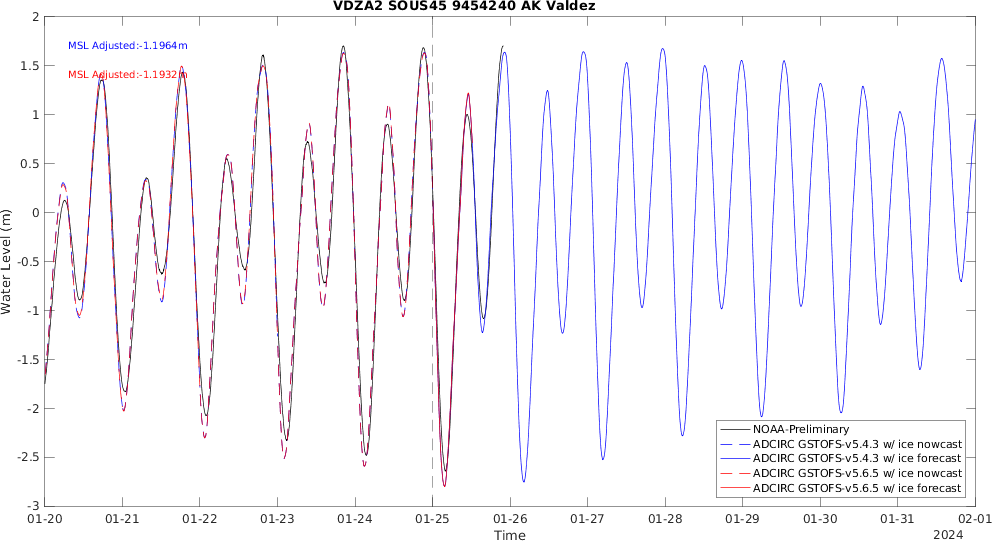 VDZA2 SOUS45 9454240 AK Valdez
MSL Adjusted:-1.1964m
MSL Adjusted:-1.1932m
Water Level (m)
2
1.5
1
0.5
0
-0.5
-1
-1.5
-2
-2.5
-3
NOAA-Preliminary
ADCIRC GSTOFS-v5.4.3 w/ ice nowcast
ADCIRC GSTOFS-v5.4.3 w/ ice forecast
ADCIRC GSTOFS-v5.6.5 w/ ice nowcast
ADCIRC GSTOFS-v5.6.5 w/ ice forecast
01-20 01-21 01-22 01-23 01-24 01-25 01-26 01-27 01-28 01-29 01-30 01-31 02-01
Time
2024